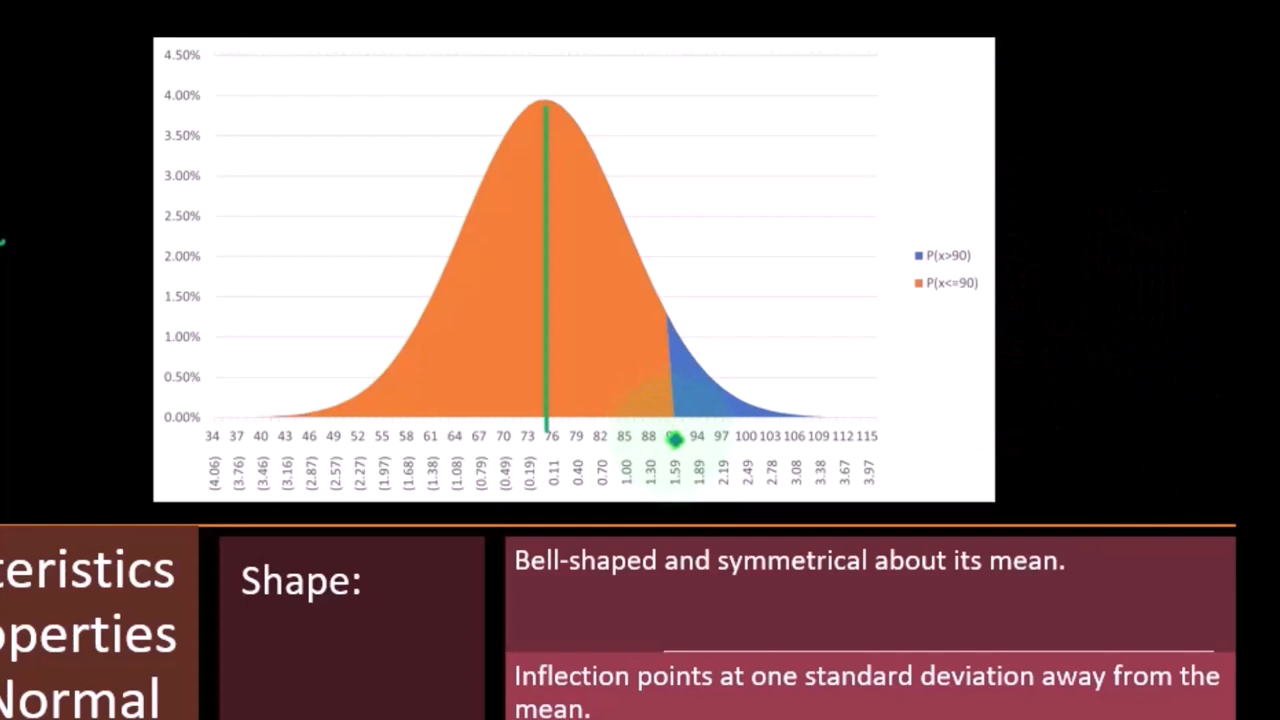 4.50%
4.00%
3.50%
3.00%
2.50%
2.00%
1.50%
1.00%
0.50%
0.00%
34 37 40 43 46 49 52 55 58 61 64 67 70 73 76 79 82 85 88 94 97 100 103 106 109 112 115
(4.06) (3.76) (3.46) (3.16) (2.87) (2.57) (2.27) (1.97) (1.68) (1.38) (1.08) (0.79) (0.49) (0.19) 0.11 0.40 0.70 1.00 1.30 1.59 1.89 2.19 2.49 2.78 3.08 3.38 3.67 3.97
P(x>90)
P(x<=90)
teristics
operties
Normal
Shape:
Bell-shaped and symmetrical about its mean.
Inflection points at one standard deviation away from the
mean.